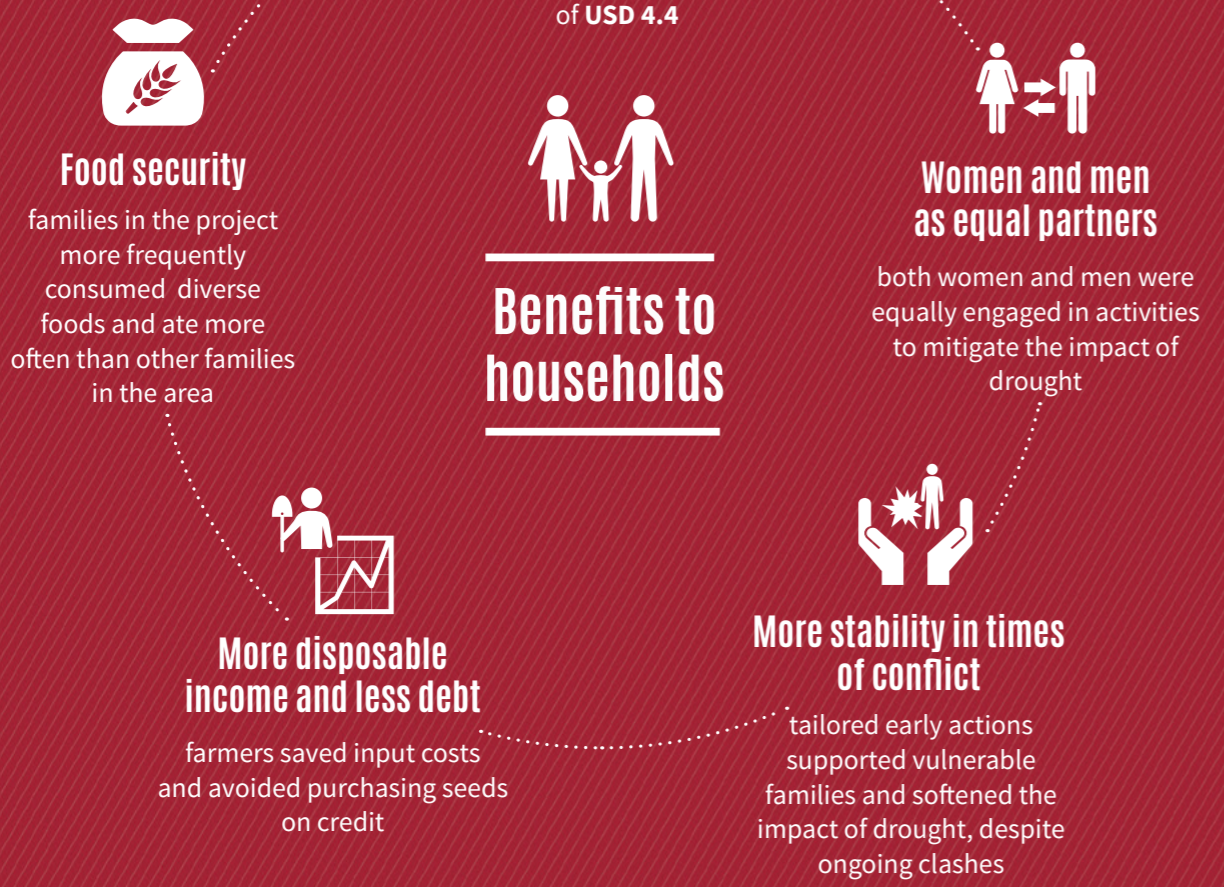 of USD 4.4
Food security
families in the project
more frequently
consumed diverse
foods and ate more
often than other families
in the area
Benefits to
households
Women and men
as equal partners
both women and men were
equally engaged in activities
to mitigate the impact of
drought
More disposable
income and less debt
farmers saved input costs
and avoided purchasing seeds
on credit
More stability in times
of conflict
tailored early actions
supported vulnerable
families and softened the
impact of drought, despite
ongoing clashes